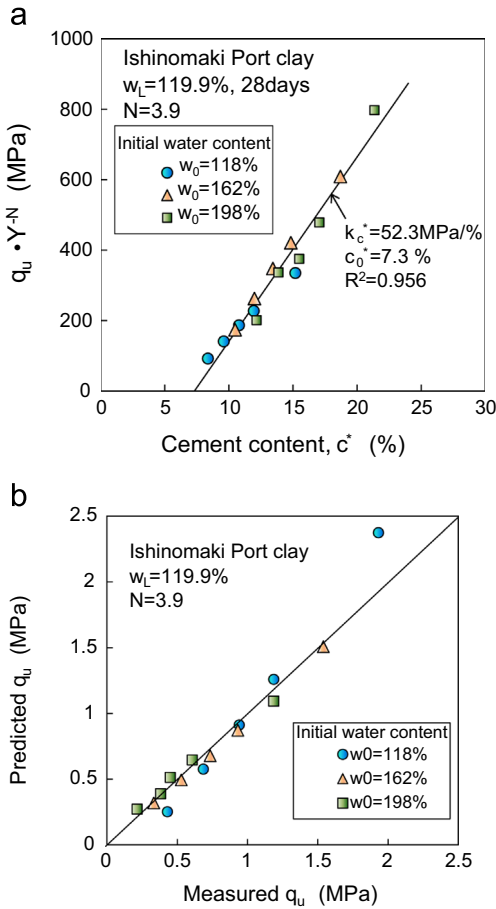 a
1000
800
600
400
200
0
qu •Y-N (MPa)
Ishinomaki Port clay
wL=119.9%, 28days
N=3.9
Initial water content
w0=118%
w0=162%
w0=198%
kc*=52.3MPa/%
c0*=7.3 %
R2=0.956
0 5 10 15 20 25 30
Cement content, c* (%)
b
2.5
2
1.5
1
0.5
0
Predicted qu (MPa)
Ishinomaki Port clay
wL=119.9%
N=3.9
Initial water content
w0=118%
w0=162%
w0=198%
0 0.5 1 1.5 2 2.5
Measured qu (MPa)